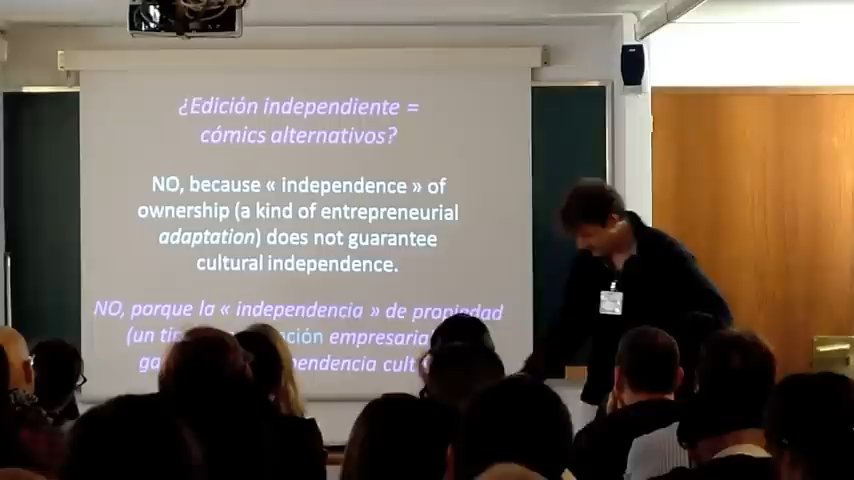 ¿Edición independiente =
cómics alternativos?
NO, because « independence » of
ownership (a kind of entrepreneurial
adaptation) does not guarantee
cultural independence.
NO, porque la « independencia » de propiedad
(un empresarial